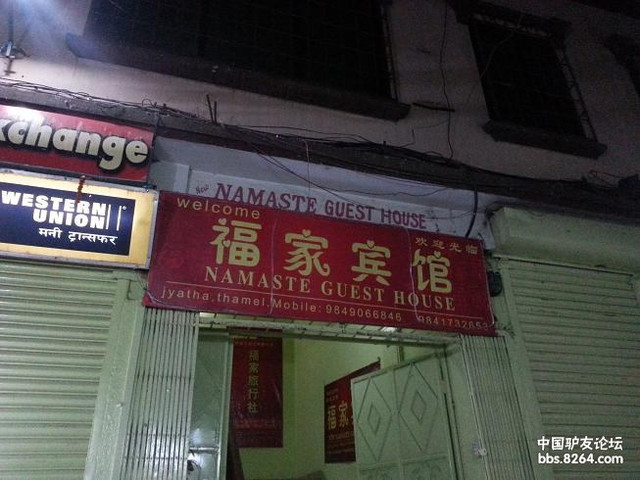 xchange
WESTERN
UNION
मनी ट्रान्सफर
NAMASTE GUEST HOUSE
welcome
欢迎光临
福家宾馆
NAMASTE GUEST HOUSE
jyatha,thamel,Mobile: 9849066846
福家旅行社
福
中国驴友论坛
bbs.8264.com